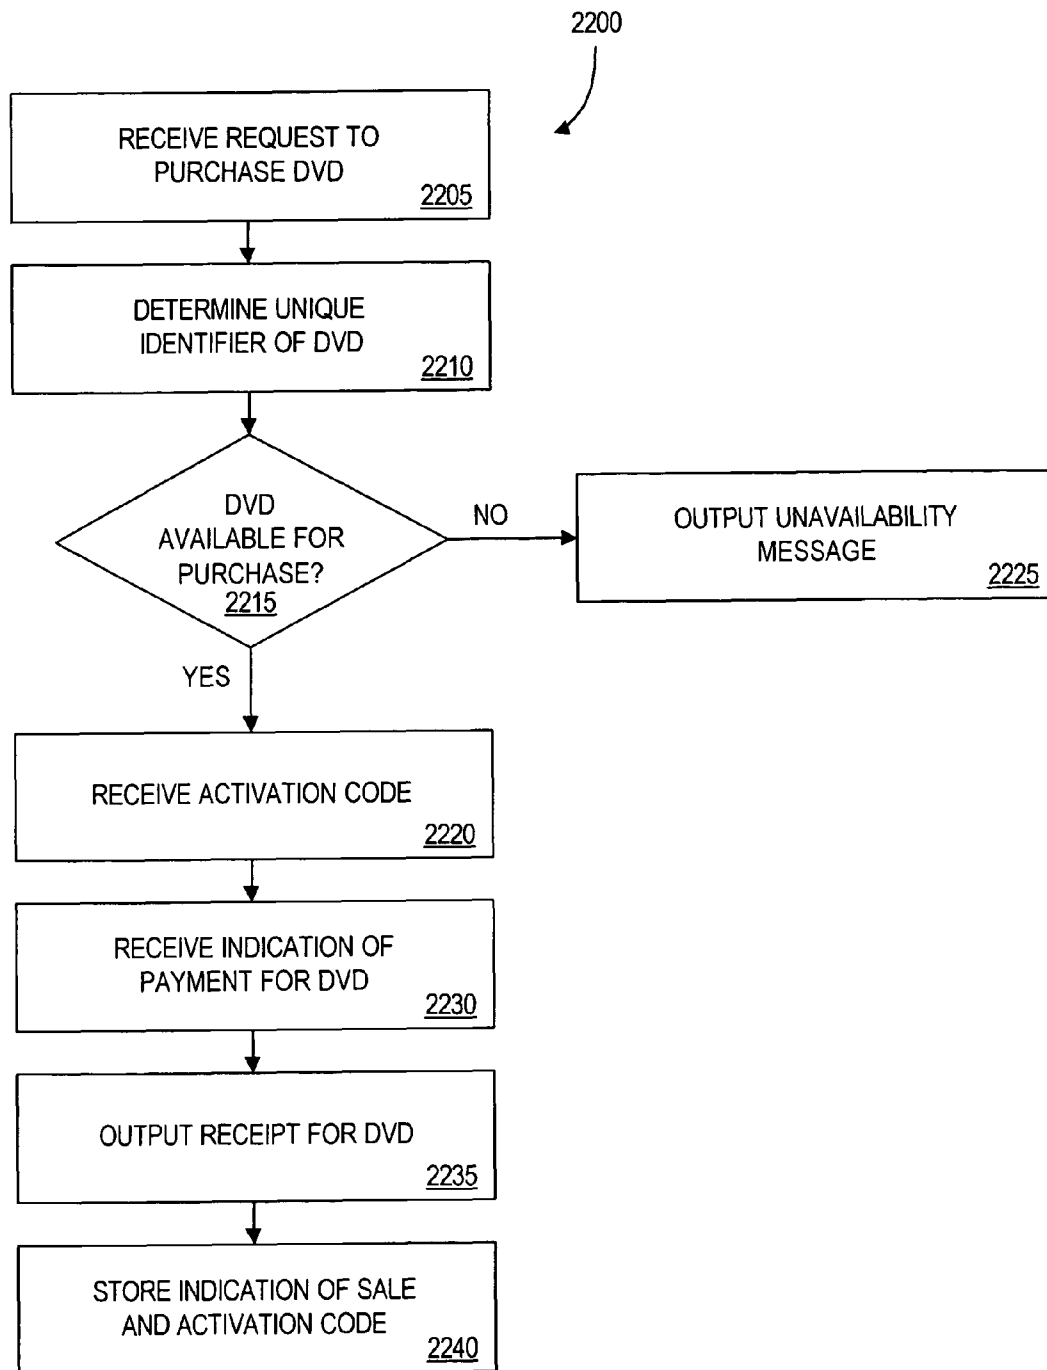 2200
RECEIVE REQUEST TO
PURCHASE DVD
2205
DETERMINE UNIQUE
IDENTIFIER OF DVD
2210
DVD
AVAILABLE FOR
PURCHASE?
2215
NO
OUTPUT UNAVAILABILITY
MESSAGE
2225
YES
RECEIVE ACTIVATION CODE
2220
RECEIVE INDICATION OF
PAYMENT FOR DVD
2230
OUTPUT RECEIPT FOR DVD
2235
STORE INDICATION OF SALE
AND ACTIVATION CODE
2240